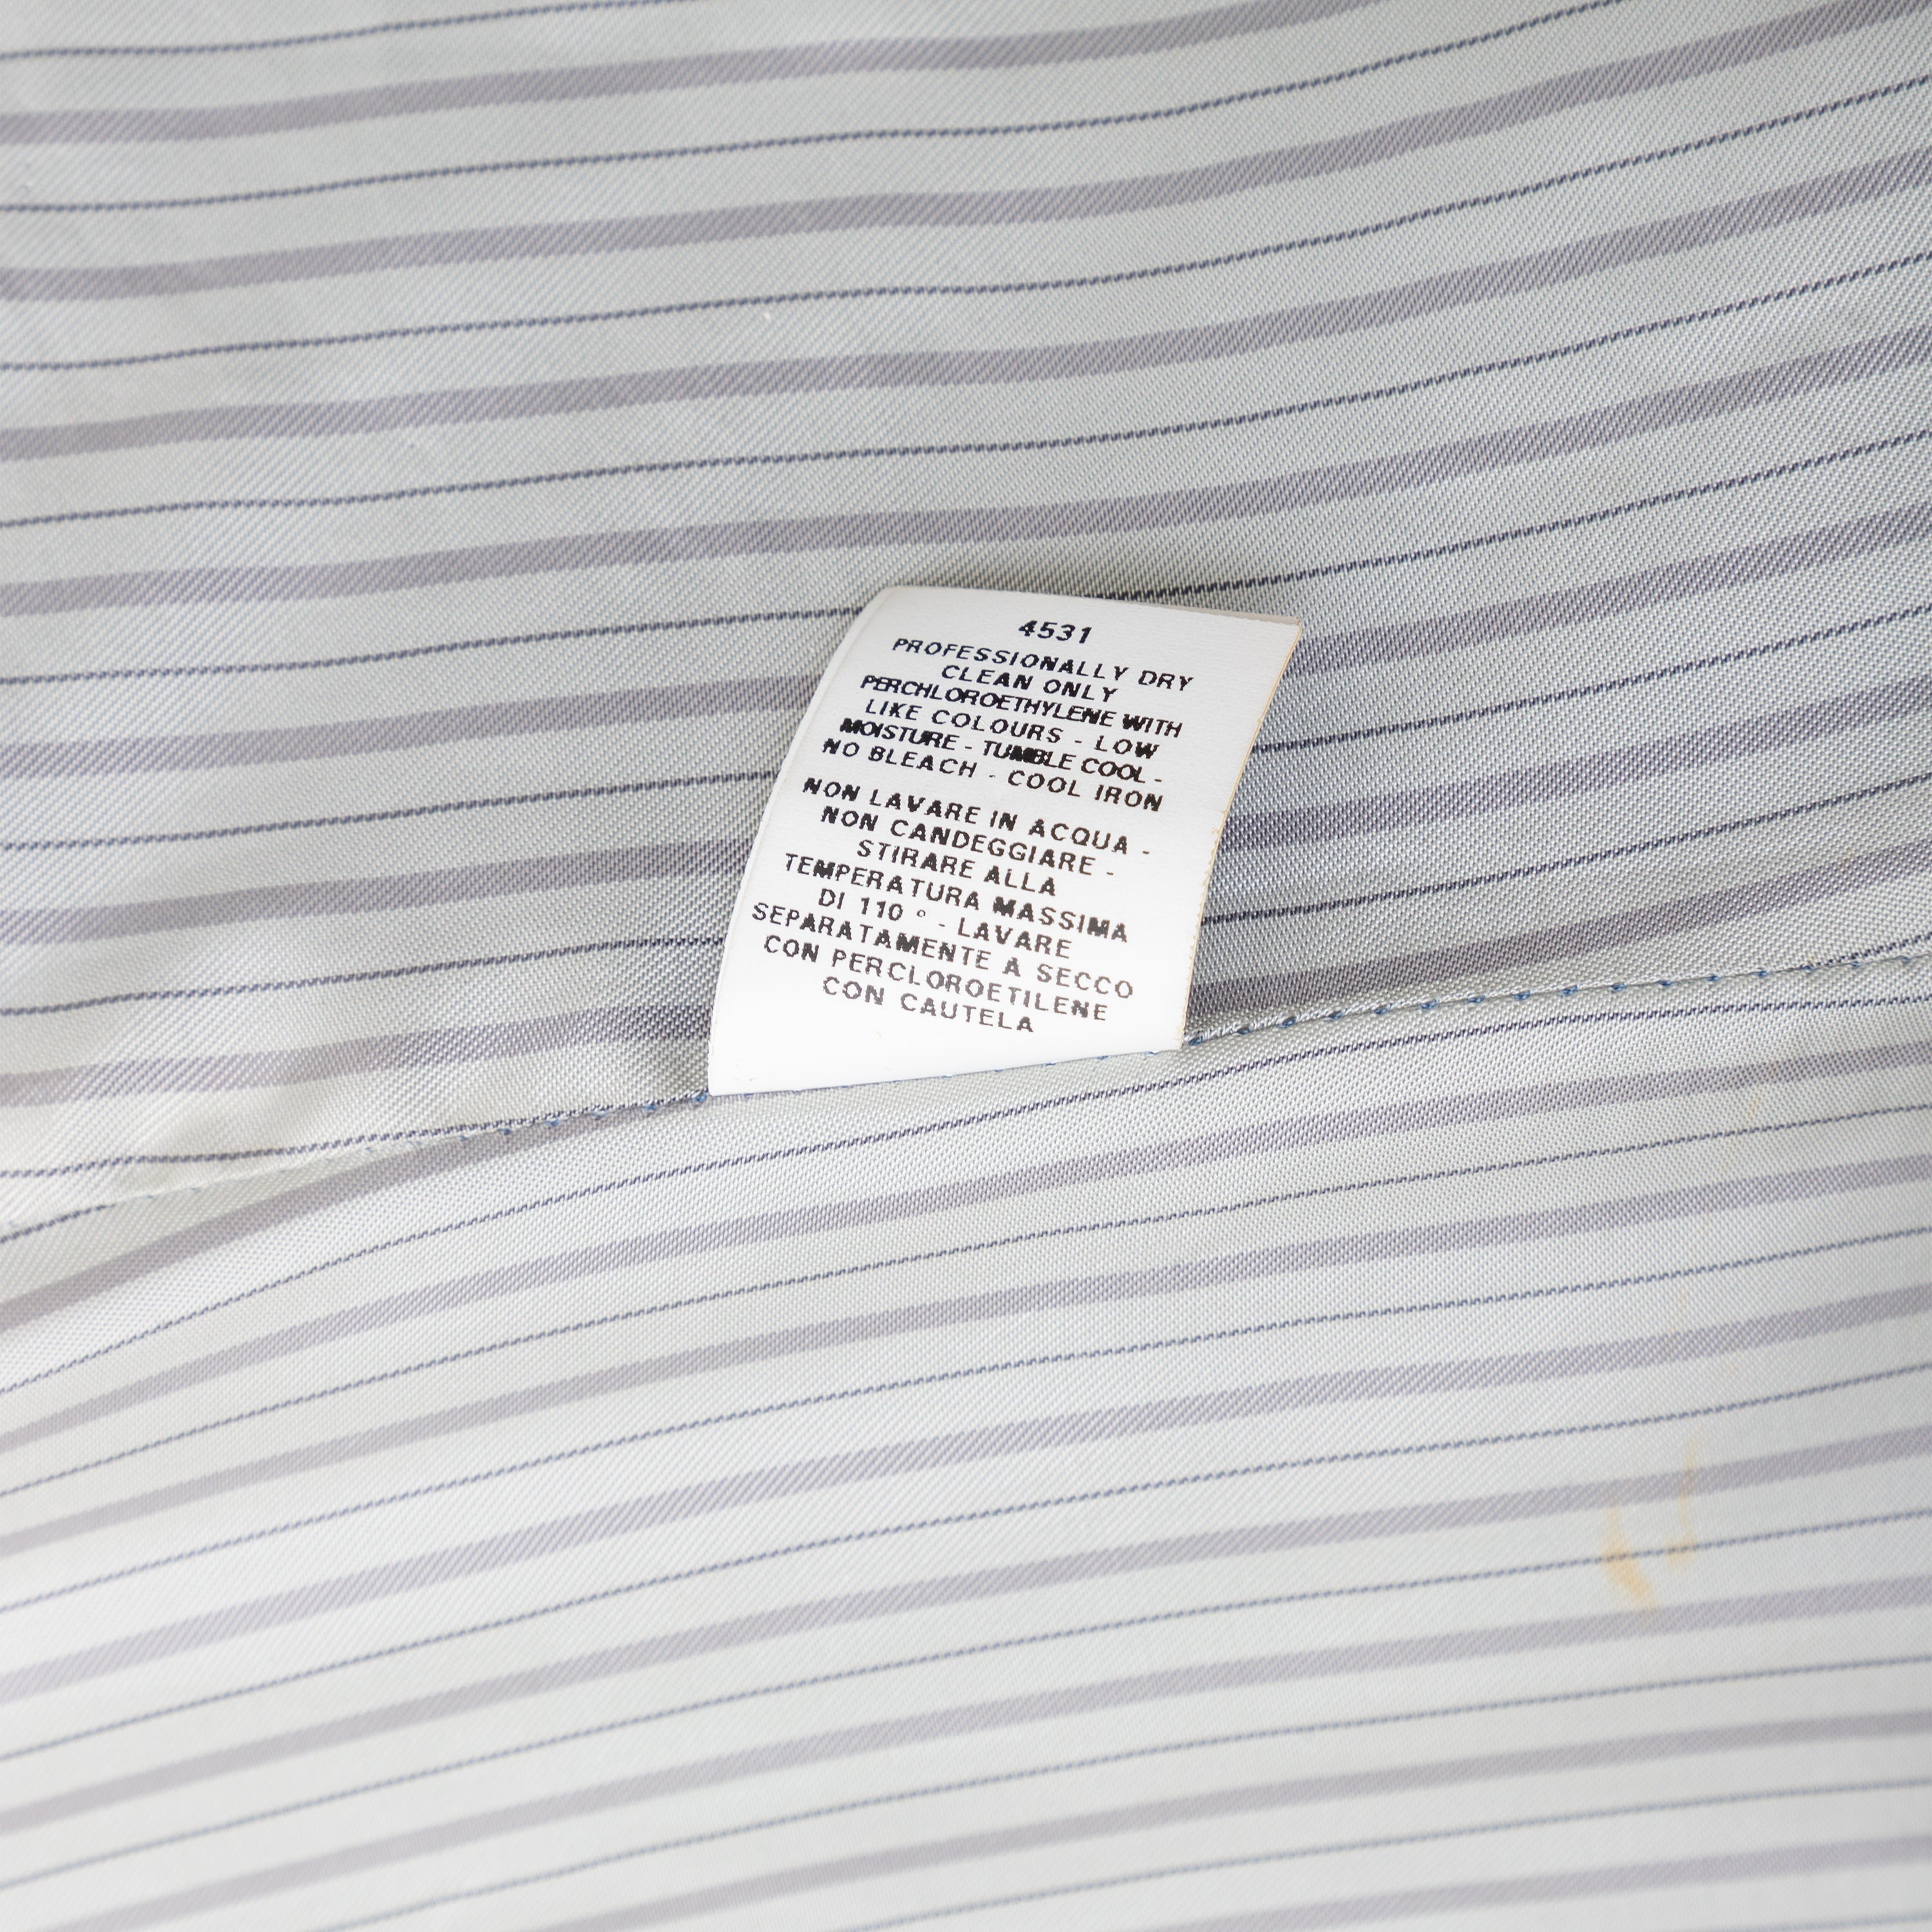 4531
PROFESSIONALLY DRY
CLEAN ONLY
PERCHLOROETHYLENE WITH
LIKE COLOURS - LOW
MOISTURE - TUMBLE COOL -
NO BLEACH - COOL IRON
NON LAVARE IN ACQUA -
NON CANDEGGIARE -
STIRARE ALLA
TEMPERATURA MASSIMA
DI 110 ° - LAVARE
SEPARATAMENTE A SECCO
CON PERCLOROETILENE
CON CAUTELA